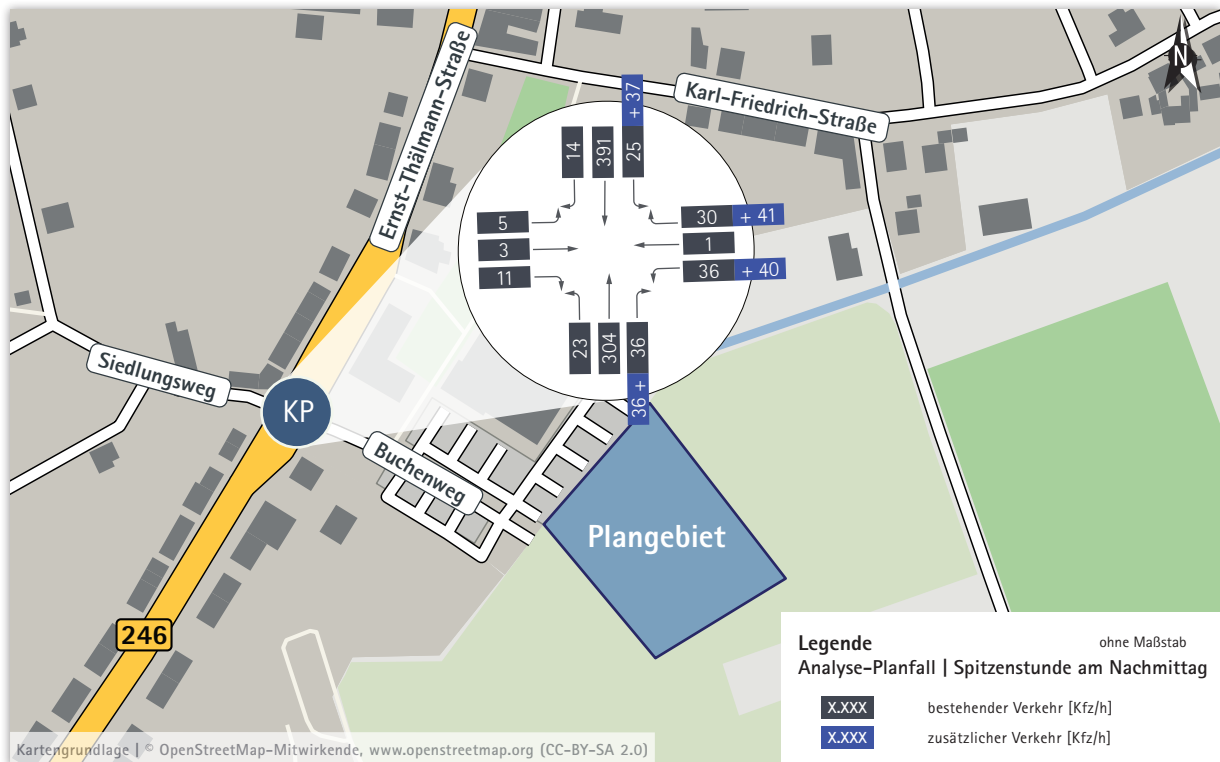 N
Karl-Friedrich-Straße
Ernst-Thälmann-Straße
+ 37
14
391
25
5
3
11
30
+ 41
1
36
+ 40
23
304
36
36 +
Siedlungsweg
KP
Buchenweg
Plangebiet
246
Legende
ohne Maßstab
Analyse-Planfall | Spitzenstunde am Nachmittag
X.XXX
bestehender Verkehr [Kfz/h]
X.XXX
zusätzlicher Verkehr [Kfz/h]
Kartengrundlage | © OpenStreetMap-Mitwirkende, www.openstreetmap.org (CC-BY-SA 2.0)